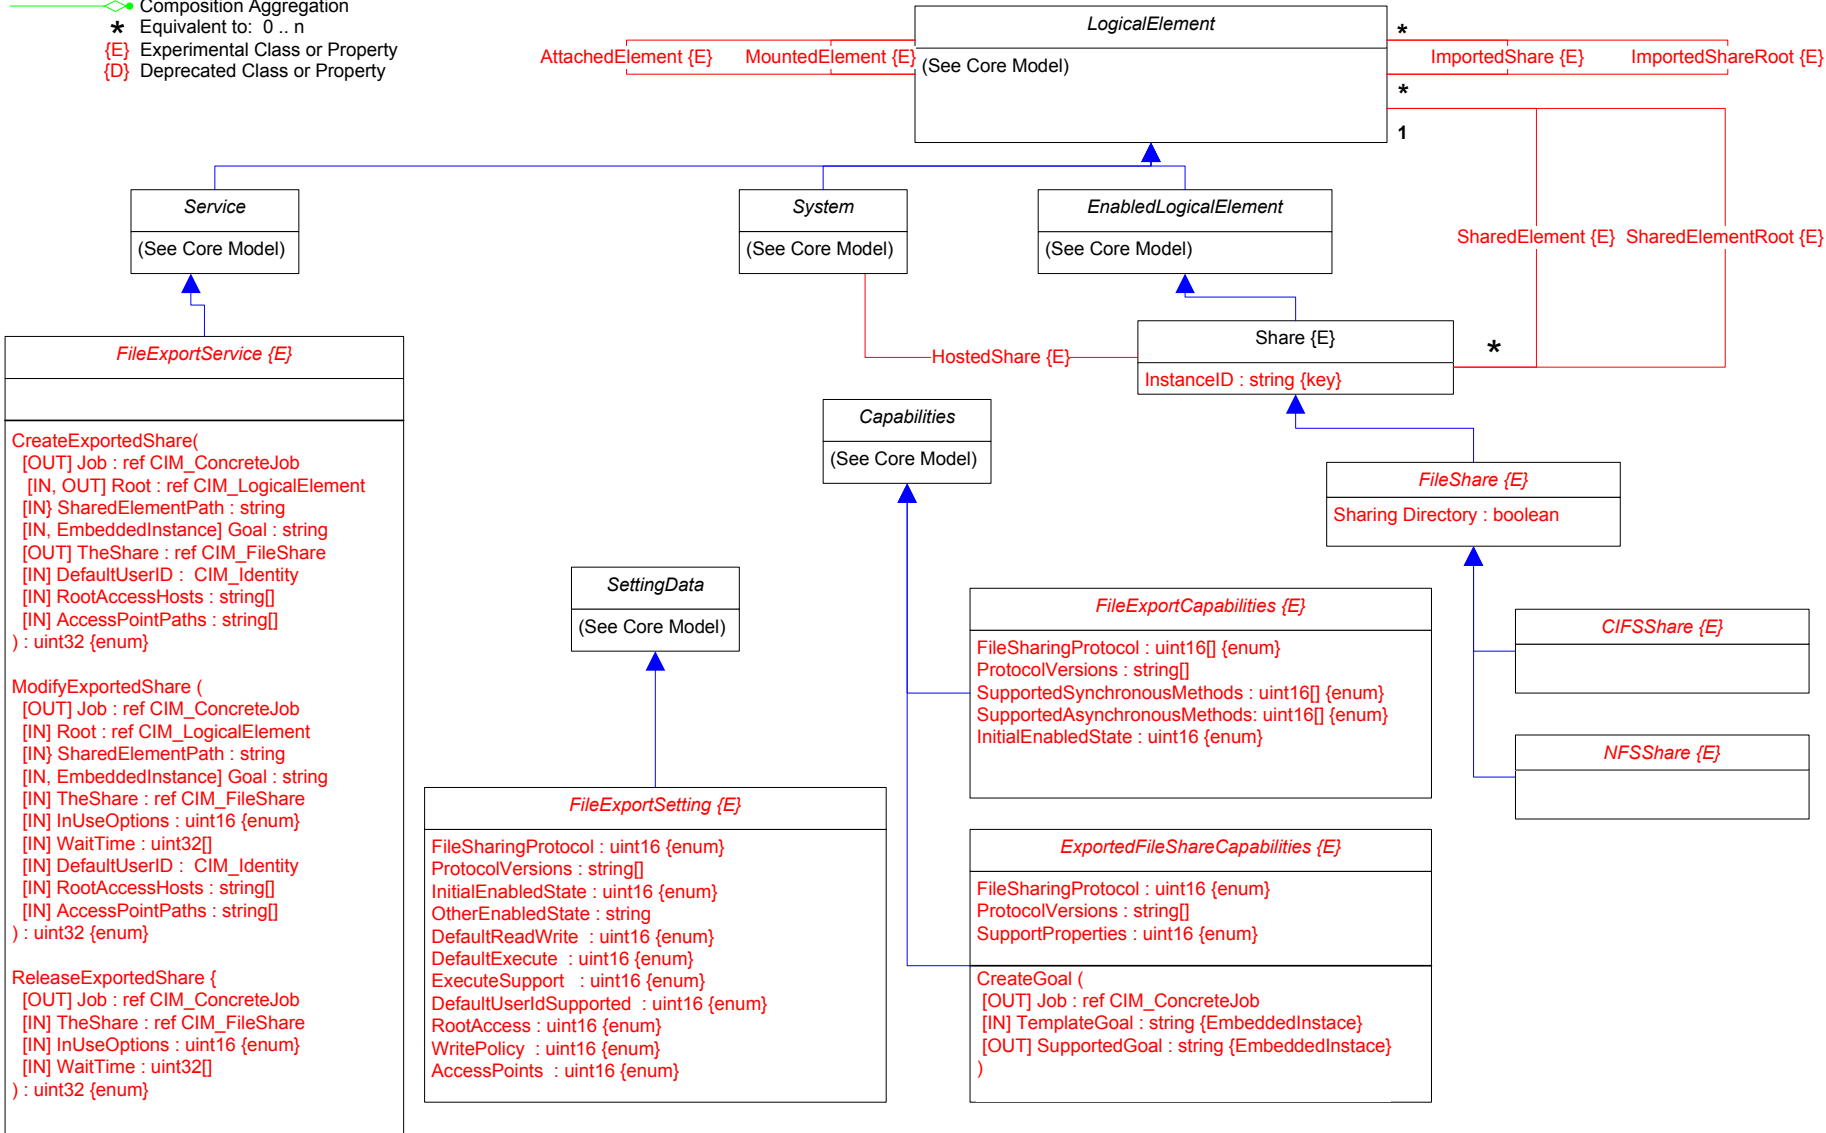 Composition Aggregation
* Equivalent to: 0 .. n
{E} Experimental Class or Property
{D} Deprecated Class or Property
LogicalElement
(See Core Model)
AttachedElement {E}
MountedElement {E}
*
ImportedShare {E}
ImportedShareRoot {E}
*
1
Service
(See Core Model)
System
(See Core Model)
EnabledLogicalElement
(See Core Model)
SharedElement {E}
SharedElementRoot {E}
HostedShare {E}
Share {E}
InstanceID : string {key}
*
FileExportService {E}
CreateExportedShare(
[OUT] Job : ref CIM_ConcreteJob
[IN, OUT] Root : ref CIM_LogicalElement
[IN} SharedElementPath : string
[IN, EmbeddedInstance] Goal : string
[OUT] TheShare : ref CIM_FileShare
[IN] DefaultUserID : CIM_Identity
[IN] RootAccessHosts : string[]
[IN] AccessPointPaths : string[]
) : uint32 {enum}
ModifyExportedShare (
[OUT] Job : ref CIM_ConcreteJob
[IN] Root : ref CIM_LogicalElement
[IN} SharedElementPath : string
[IN, EmbeddedInstance] Goal : string
[IN] TheShare : ref CIM_FileShare
[IN] InUseOptions : uint16 {enum}
[IN] WaitTime : uint32[]
[IN] DefaultUserID : CIM_Identity
[IN] RootAccessHosts : string[]
[IN] AccessPointPaths : string[]
) : uint32 {enum}
ReleaseExportedShare {
[OUT] Job : ref CIM_ConcreteJob
[IN] TheShare : ref CIM_FileShare
[IN] InUseOptions : uint16 {enum}
[IN] WaitTime : uint32[]
) : uint32 {enum}
Capabilities
(See Core Model)
FileShare {E}
Sharing Directory : boolean
SettingData
(See Core Model)
FileExportCapabilities {E}
FileSharingProtocol : uint16[] {enum}
ProtocolVersions : string[]
SupportedSynchronousMethods : uint16[] {enum}
SupportedAsynchronousMethods: uint16[] {enum}
InitialEnabledState : uint16 {enum}
CIFSShare {E}
NFSShare {E}
FileExportSetting {E}
FileSharingProtocol : uint16 {enum}
ProtocolVersions : string[]
InitialEnabledState : uint16 {enum}
OtherEnabledState : string
DefaultReadWrite : uint16 {enum}
DefaultExecute : uint16 {enum}
ExecuteSupport : uint16 {enum}
DefaultUserIdSupported : uint16 {enum}
RootAccess : uint16 {enum}
WritePolicy : uint16 {enum}
AccessPoints : uint16 {enum}
ExportedFileShareCapabilities {E}
FileSharingProtocol : uint16 {enum}
ProtocolVersions : string[]
SupportProperties : uint16 {enum}
CreateGoal (
[OUT] Job : ref CIM_ConcreteJob
[IN] TemplateGoal : string {EmbeddedInstace}
[OUT] SupportedGoal : string {EmbeddedInstace}
)